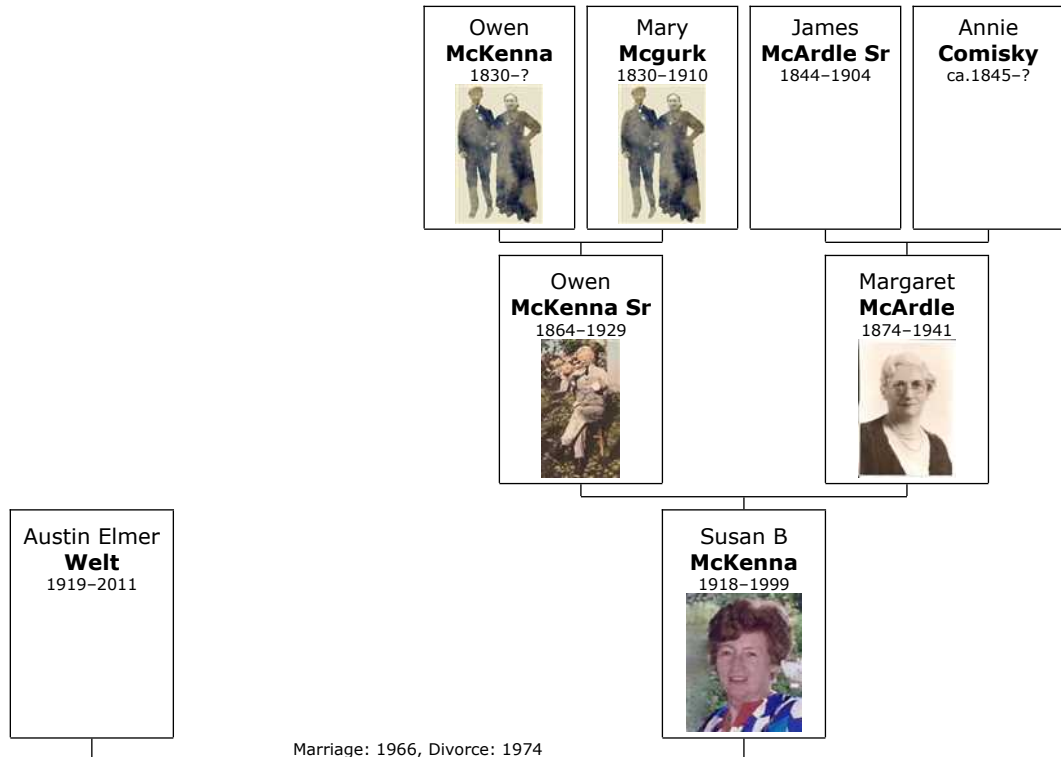 Owen
McKenna
1830–?
Mary
Mcgurk
1830–1910
James
McArdle Sr
1844–1904
Annie
Comisky
ca.1845–?
Owen
McKenna Sr
1864–1929
Margaret
McArdle
1874–1941
Austin Elmer
Welt
1919–2011
Susan B
McKenna
1918–1999
Marriage: 1966, Divorce: 1974